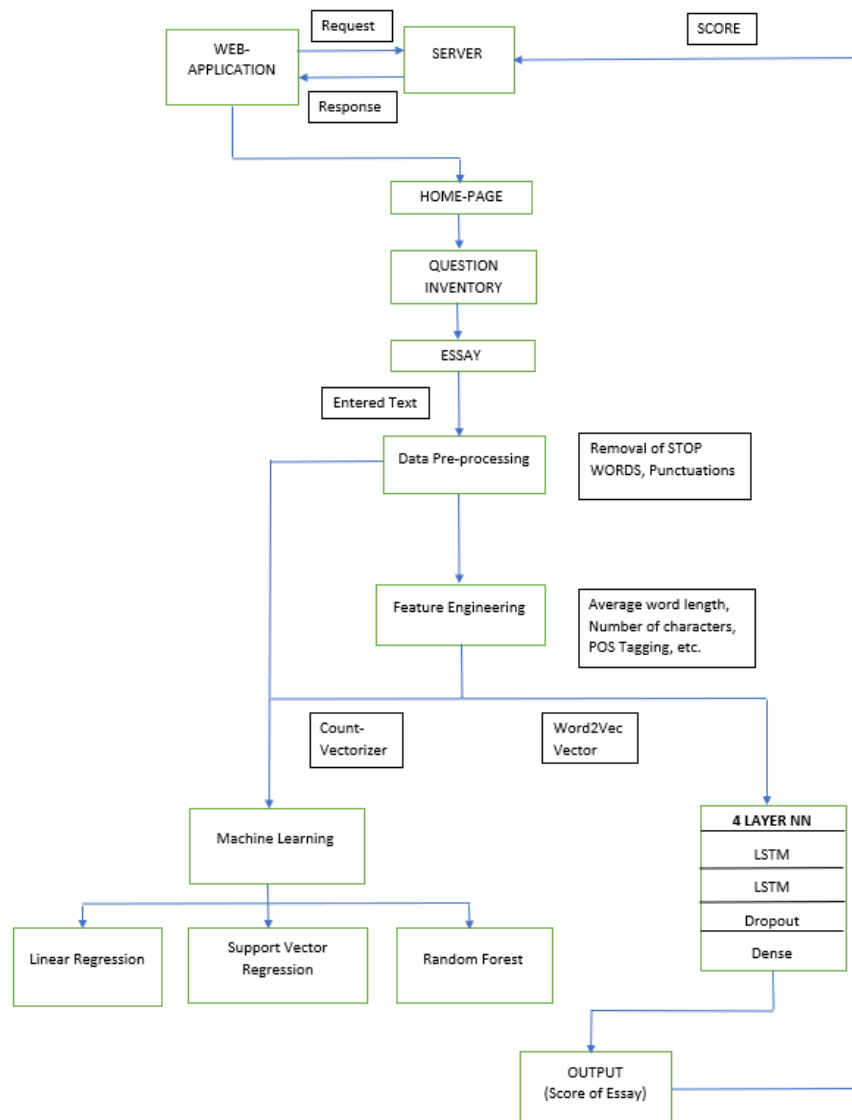 Request
SCORE
WEB-
APPLICATION
SERVER
Response
HOME-PAGE
QUESTION
INVENTORY
ESSAY
Entered Text
Data Pre-processing
Removal of STOP
WORDS, Punctuations
Feature Engineering
Average word length,
Number of characters,
POS Tagging, etc.
Count-
Vectorizer
Word2Vec
Vector
Machine Learning
4 LAYER NN
LSTM
LSTM
Dropout
Dense
Linear Regression
Support Vector
Regression
Random Forest
OUTPUT
(Score of Essay)